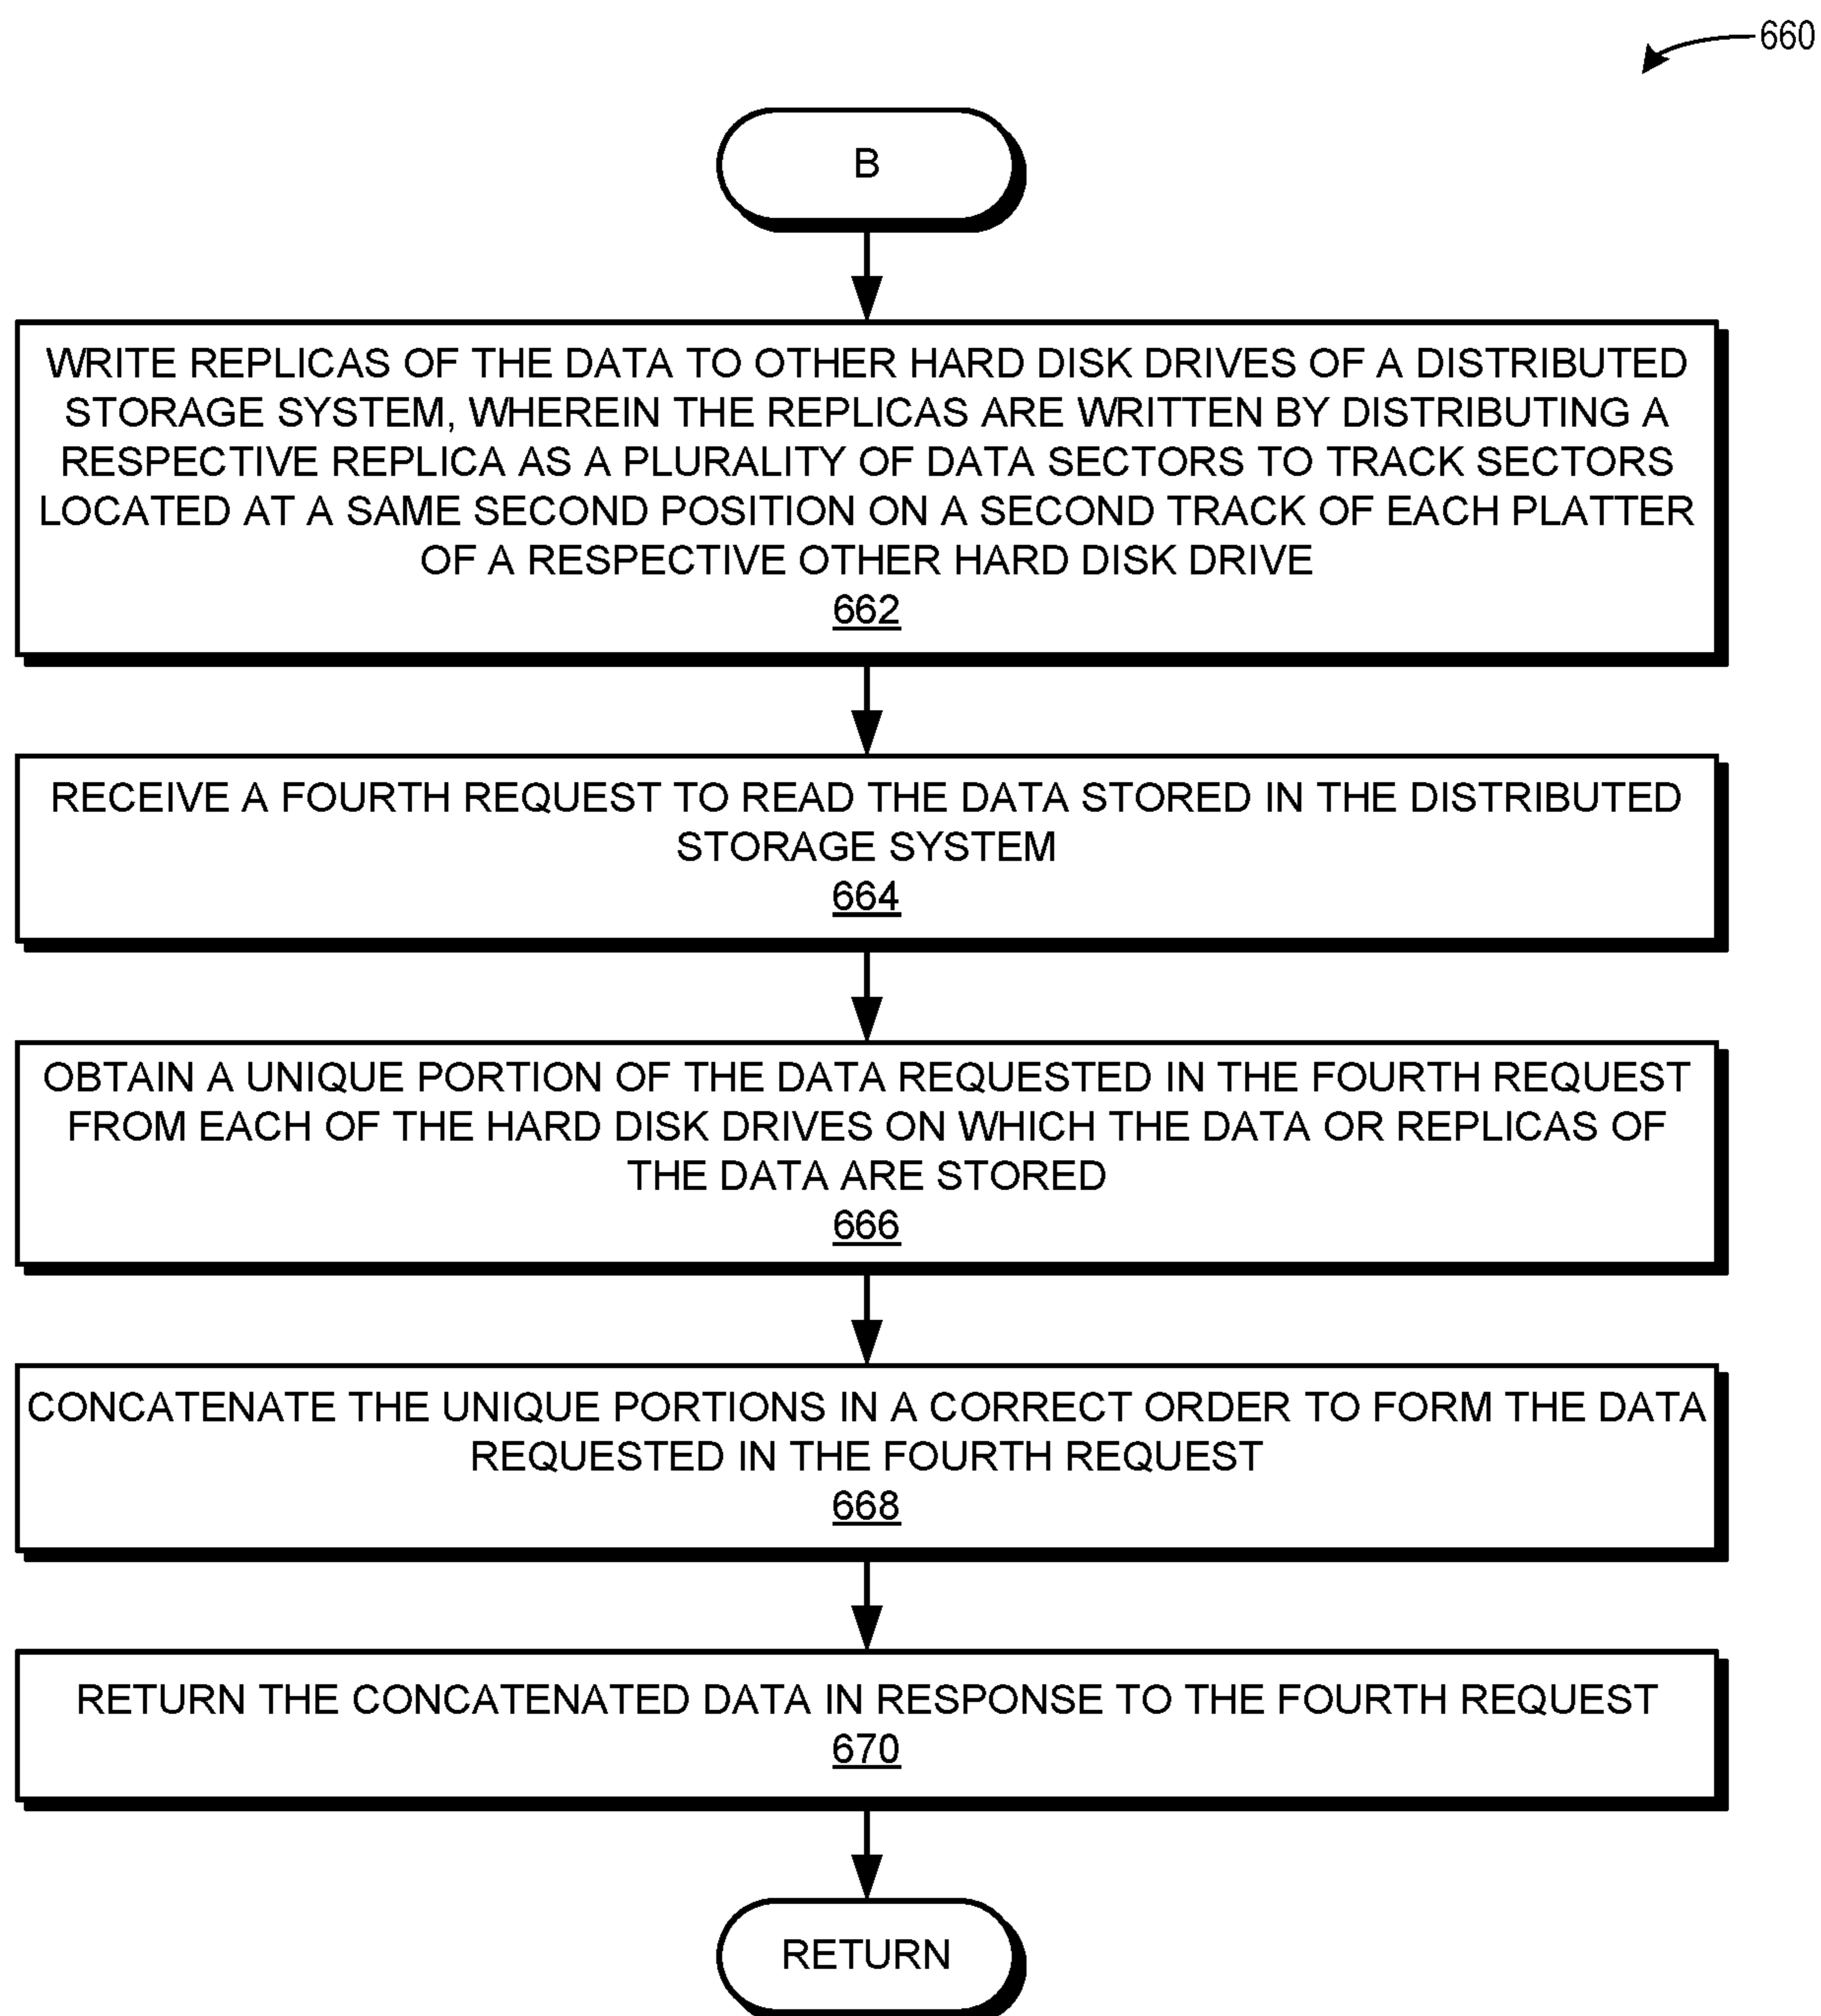 660
B
WRITE REPLICAS OF THE DATA TO OTHER HARD DISK DRIVES OF A DISTRIBUTED
STORAGE SYSTEM, WHEREIN THE REPLICAS ARE WRITTEN BY DISTRIBUTING A
RESPECTIVE REPLICA AS A PLURALITY OF DATA SECTORS TO TRACK SECTORS
LOCATED AT A SAME SECOND POSITION ON A SECOND TRACK OF EACH PLATTER
OF A RESPECTIVE OTHER HARD DISK DRIVE
662
RECEIVE A FOURTH REQUEST TO READ THE DATA STORED IN THE DISTRIBUTED
STORAGE SYSTEM
664
OBTAIN A UNIQUE PORTION OF THE DATA REQUESTED IN THE FOURTH REQUEST
FROM EACH OF THE HARD DISK DRIVES ON WHICH THE DATA OR REPLICAS OF
THE DATA ARE STORED
666
CONCATENATE THE UNIQUE PORTIONS IN A CORRECT ORDER TO FORM THE DATA
REQUESTED IN THE FOURTH REQUEST
668
RETURN THE CONCATENATED DATA IN RESPONSE TO THE FOURTH REQUEST
670
RETURN